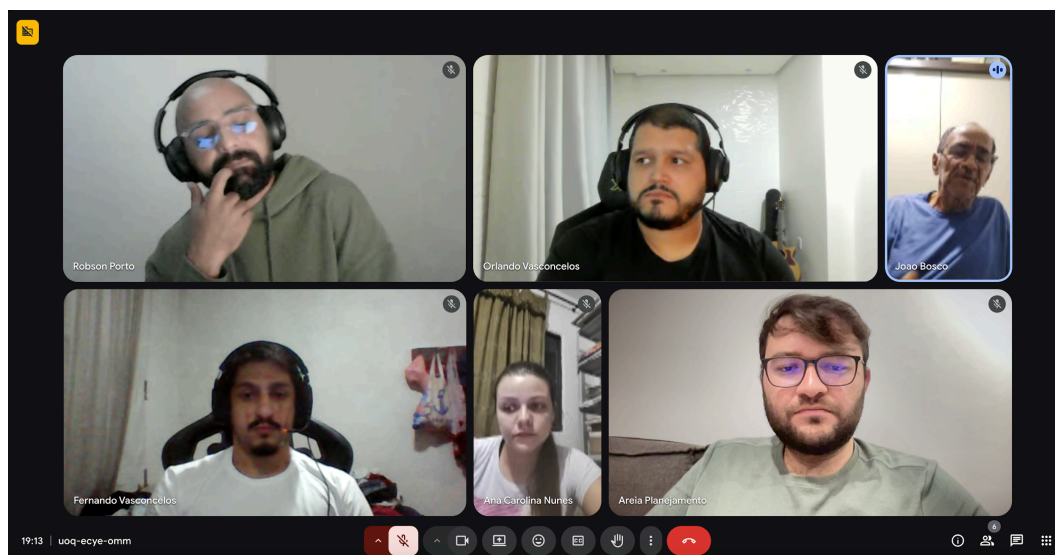 Robson Porto
Orlando Vasconcelos
Joao Bosco
Fernando Vasconcelos
Ana Carolina Nunes
Areia Planejamento
6
19:13 | uoq-ecye-omm
CC